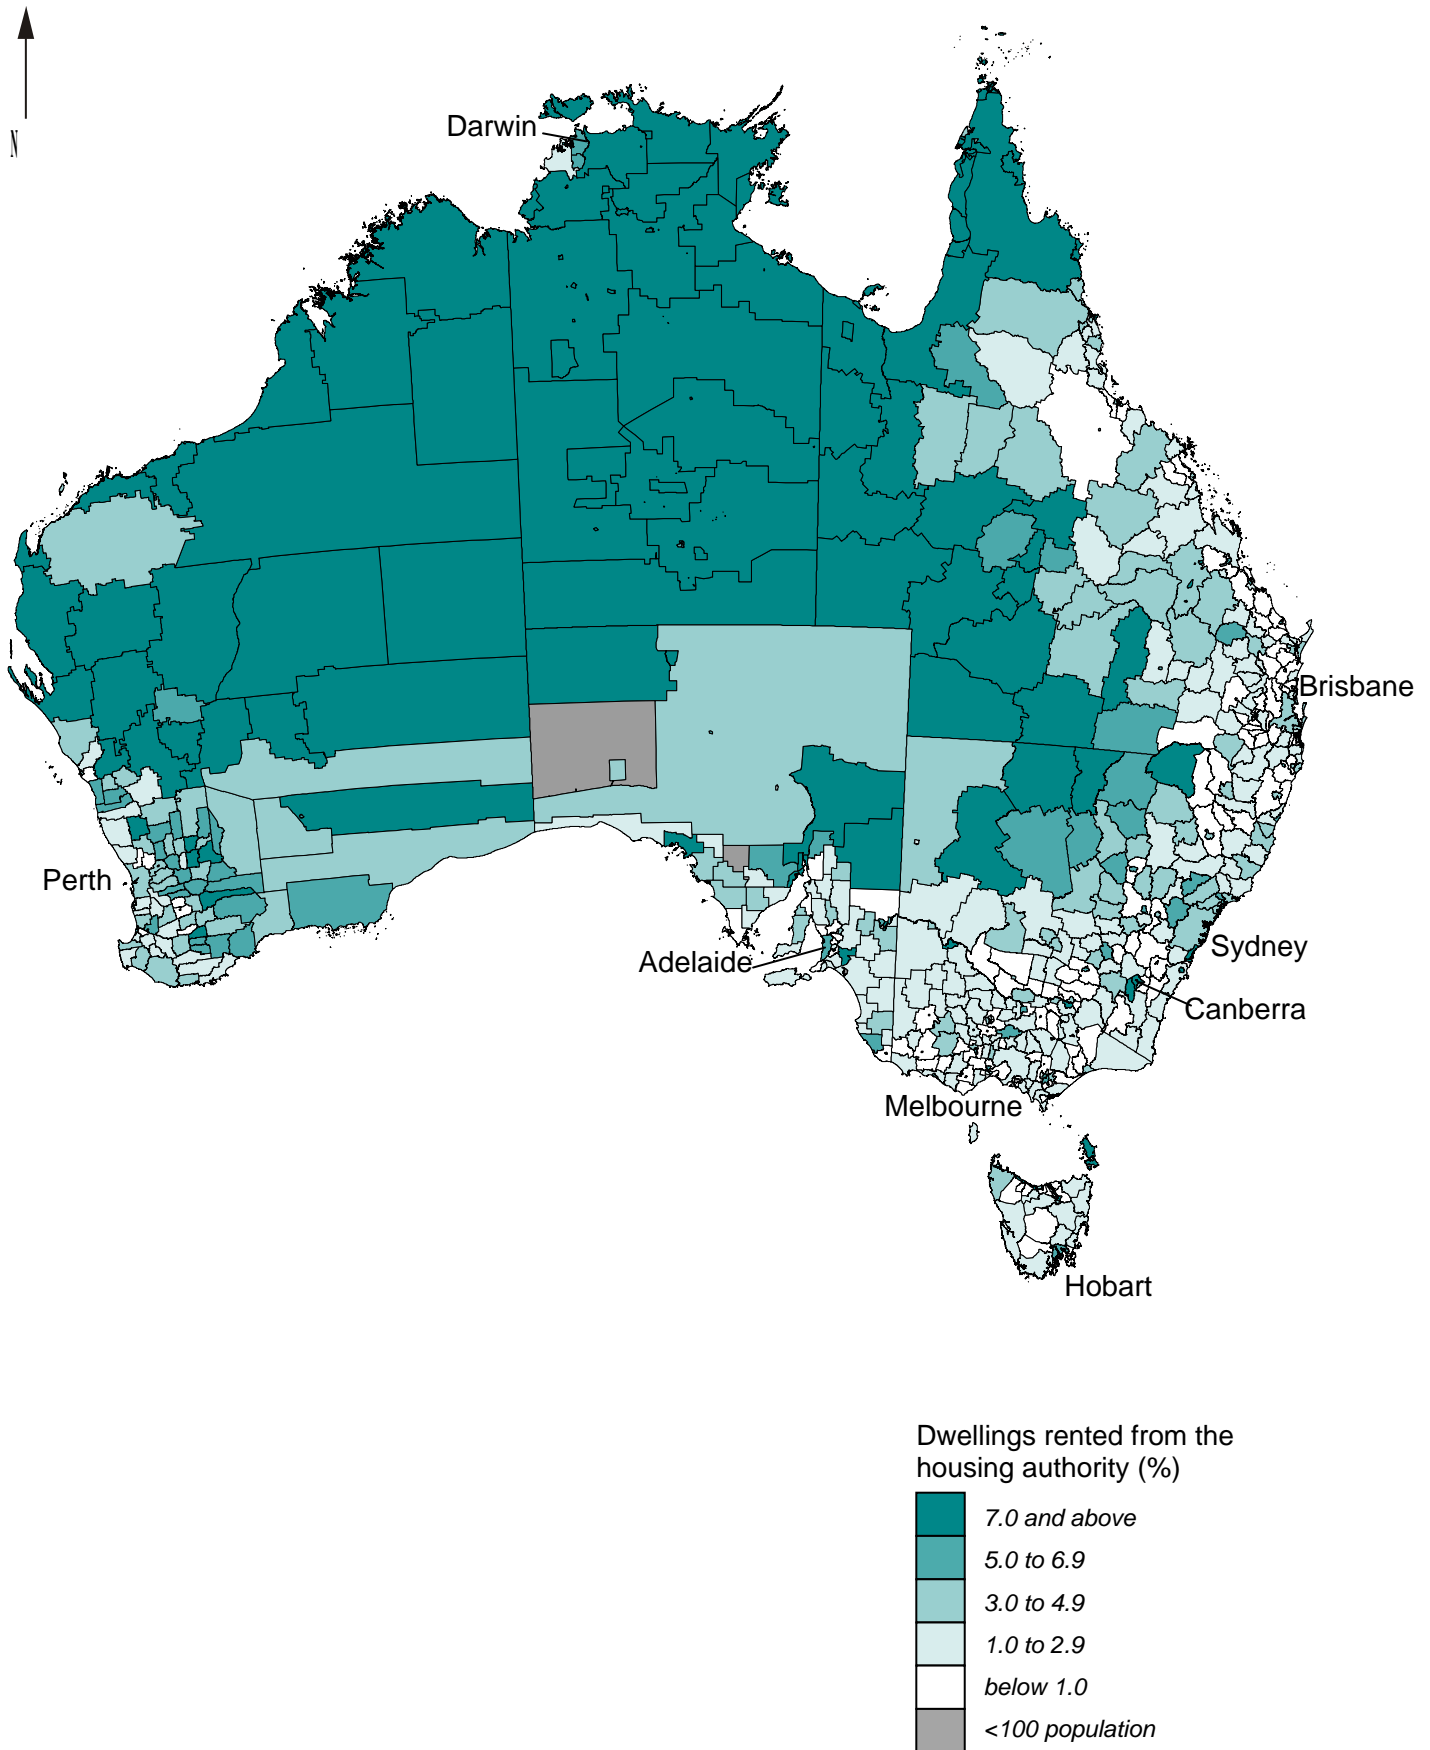 N
Darwin
Brisbane
Perth
Adelaide
Sydney
Canberra
Melbourne
Hobart
Dwellings rented from the
housing authority (%)
7.0 and above
5.0 to 6.9
3.0 to 4.9
1.0 to 2.9
below 1.0
<100 population